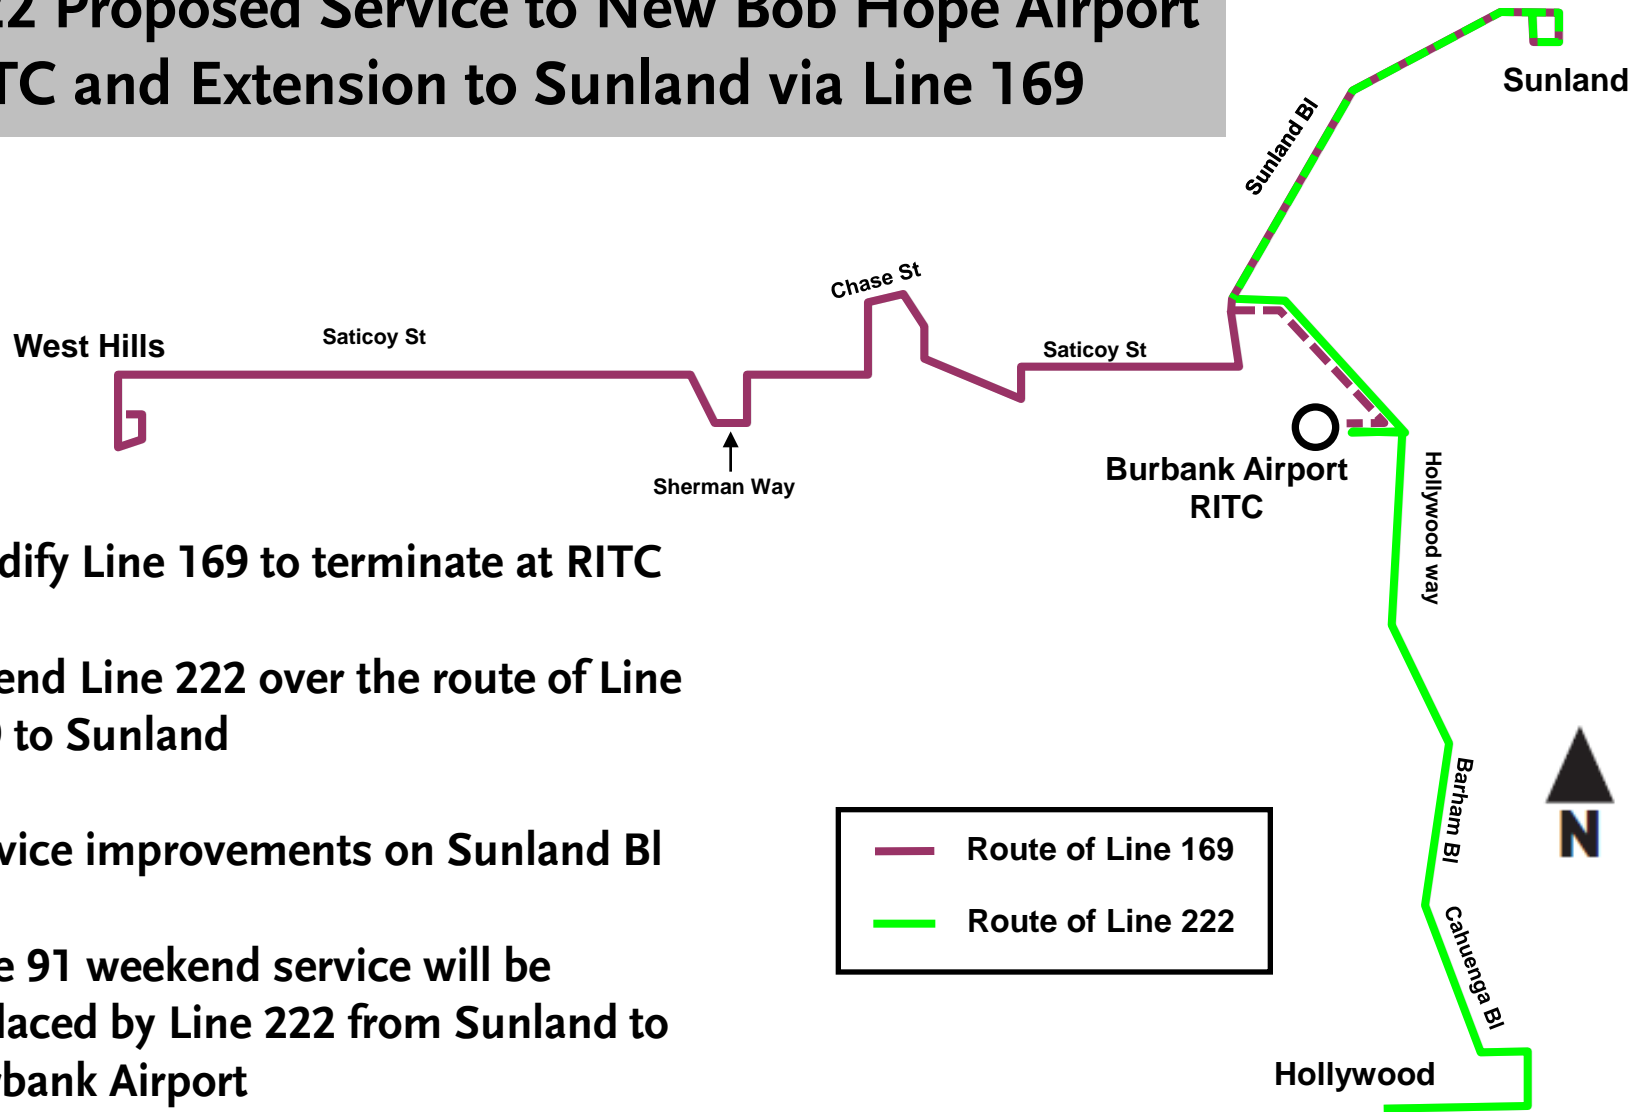 22 Proposed Service to New Bob Hope Airport
TC and Extension to Sunland via Line 169
Sunland
Sunland Bl
Chase St
West Hills
Saticoy St
Saticoy St
Sherman Way
Burbank Airport
RITC
Hollywood way
dify Line 169 to terminate at RITC
end Line 222 over the route of Line
9 to Sunland
vice improvements on Sunland Bl
e 91 weekend service will be
laced by Line 222 from Sunland to
bank Airport
Route of Line 169
Route of Line 222
Barham Bl
Cahuenga Bl
N
Hollywood